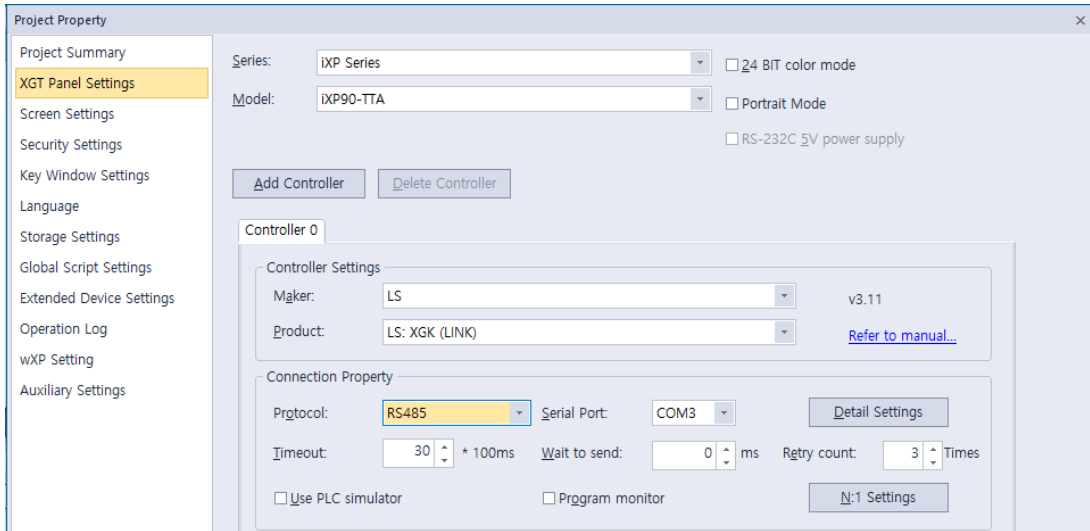 Project Property
Project Summary
XGT Panel Settings
Screen Settings
Security Settings
Key Window Settings
Language
Storage Settings
Global Script Settings
Extended Device Settings
Operation Log
wXP Setting
Auxiliary Settings
Series: iXP Series 24 BIT color mode
Model: iXP90-TTA Portrait Mode
RS-232C 5V power supply
Add Controller Delete Controller
Controller 0
Controller Settings
Maker: LS v3.11
Product: LS: XGK (LINK) Refer to manual...
Connection Property
Protocol: RS485 Serial Port: COM3 Detail Settings
Timeout: 30 * 100ms Wait to send: 0 ms Retry count: 3 Times
Use PLC simulator Program monitor N:1 Settings